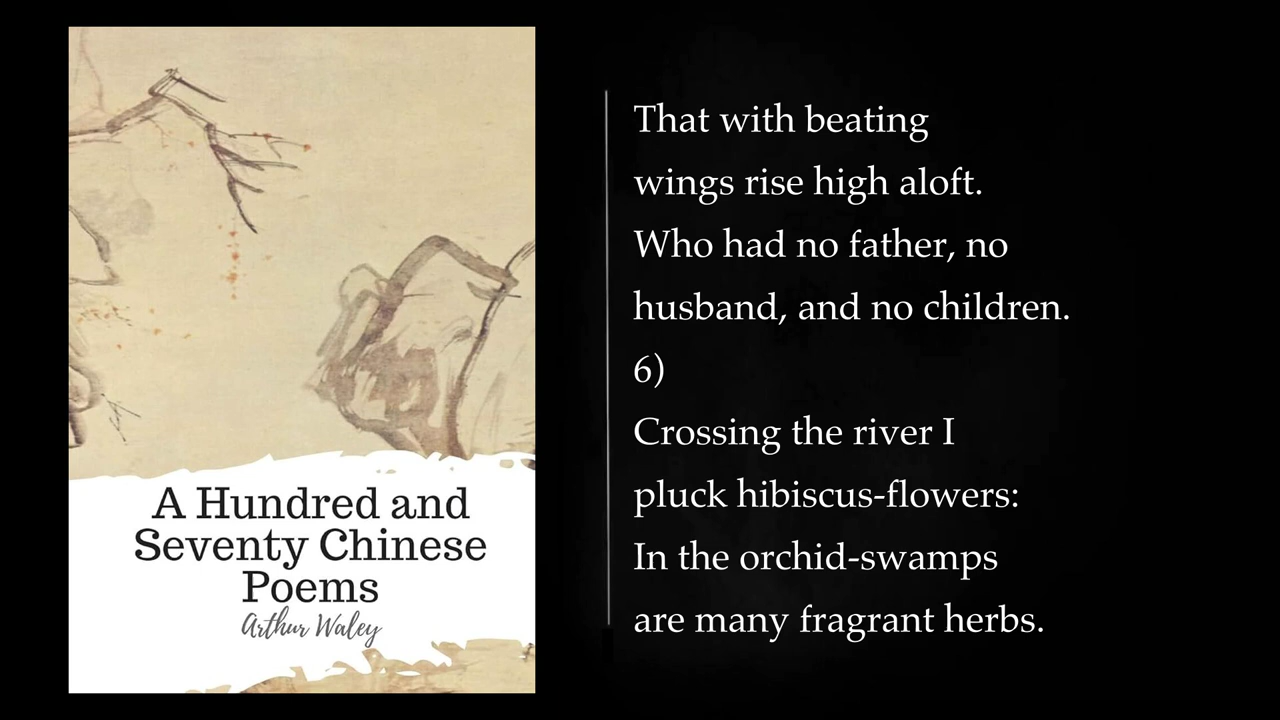 A Hundred and
Seventy Chinese
Poems
Arthur Waley
That with beating
wings rise high aloft.
Who had no father, no
husband, and no children.
6)
Crossing the river I
pluck hibiscus-flowers:
In the orchid-swamps
are many fragrant herbs.